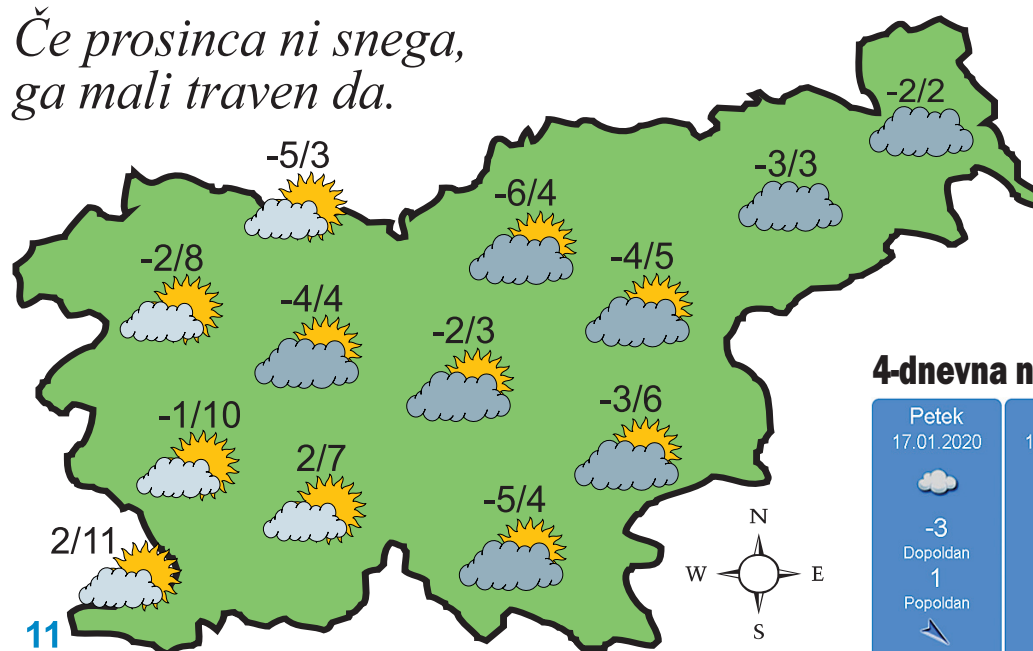 Če prosinca ni snega,
ga mali traven da.
-2/2
-5/3
-3/3
-6/4
-2/8
-4/5
-4/4
-2/3
4-dnevna n
-3/6
-1/10
Petek
17.01.2020
1
2/7
-5/4
N
-3
Dopoldan
2/11
W
E
1
Popoldan
11
S